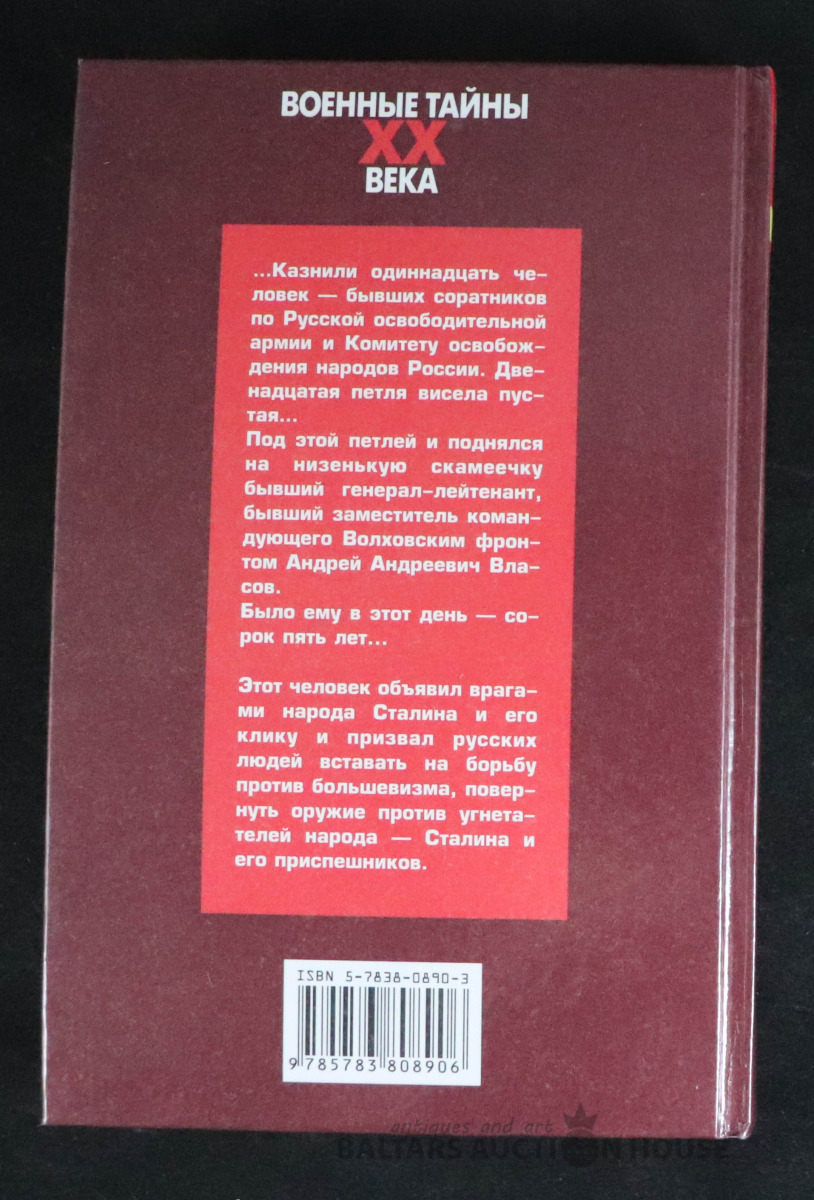 ВОЕННЫЕ ТАЙНЫ
XX
ВЕКА
...Казнили одиннадцать че-
ловек — бывших соратников
по Русской освободительной
армии и Комитету освобож-
дения народов России. Две-
надцатая петля висела пус-
тая...
Под этой петлей и поднялся
на низенькую скамеечку
бывший генерал-лейтенант,
бывший заместитель коман-
дующего Волховским фрон-
том Андрей Андреевич Вла-
сов.
Было ему в этот день — со-
рок пять лет...
Этот человек объявил врага-
ми народа Сталина и его
клику и призвал русских
людей вставать на борьбу
против большевизма, повер-
нуть оружие против угнета-
телей народа — Сталина и
его приспешников.
ISBN 5-7838-0890-3
9 785783 808906
antiques and art
BALTARS AUCTION HOUSE